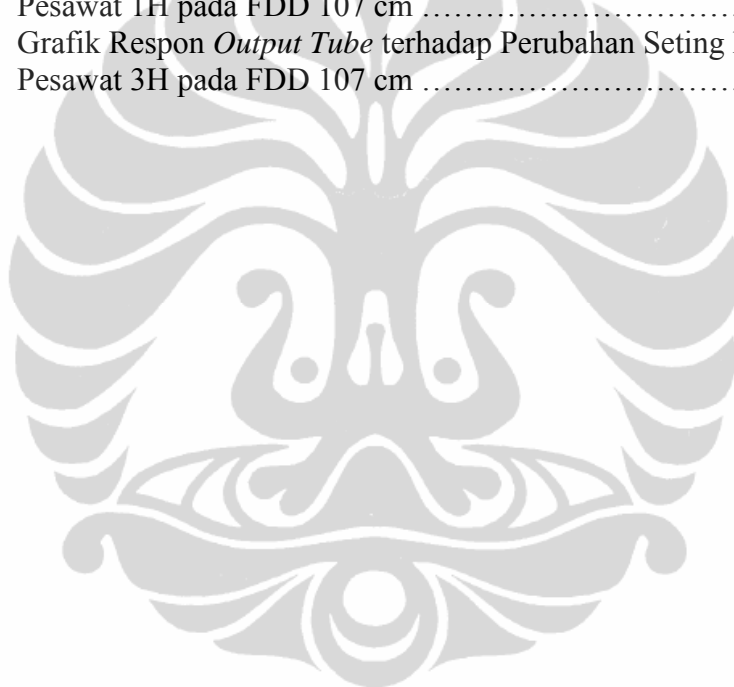 Pesawat 1H pada FDD 107 cm ……………………………
Grafik Respon Output Tube terhadap Perubahan Seting
Pesawat 3H pada FDD 107 cm ……………………………